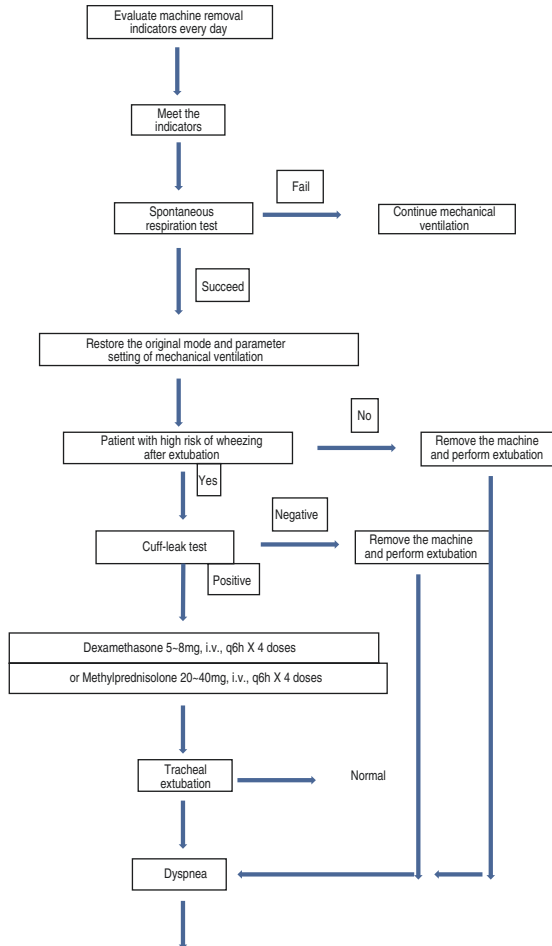 Evaluate machine removal
indicators every day
Meet the
indicators
Fail
Spontaneous
respiration test
Continue mechanical
ventilation
Succeed
Restore the original mode and parameter
setting of mechanical ventilation
No
Patient with high risk of wheezing
after extubation
Remove the machine
and perform extubation
Yes
Negative
Cuff-leak test
Remove the machine
and perform extubation
Positive
Dexamethasone 5~8mg, i.v., q6h X 4 doses
or Methylprednisolone 20~40mg, i.v., q6h X 4 doses
Tracheal
extubation
Normal
Dyspnea